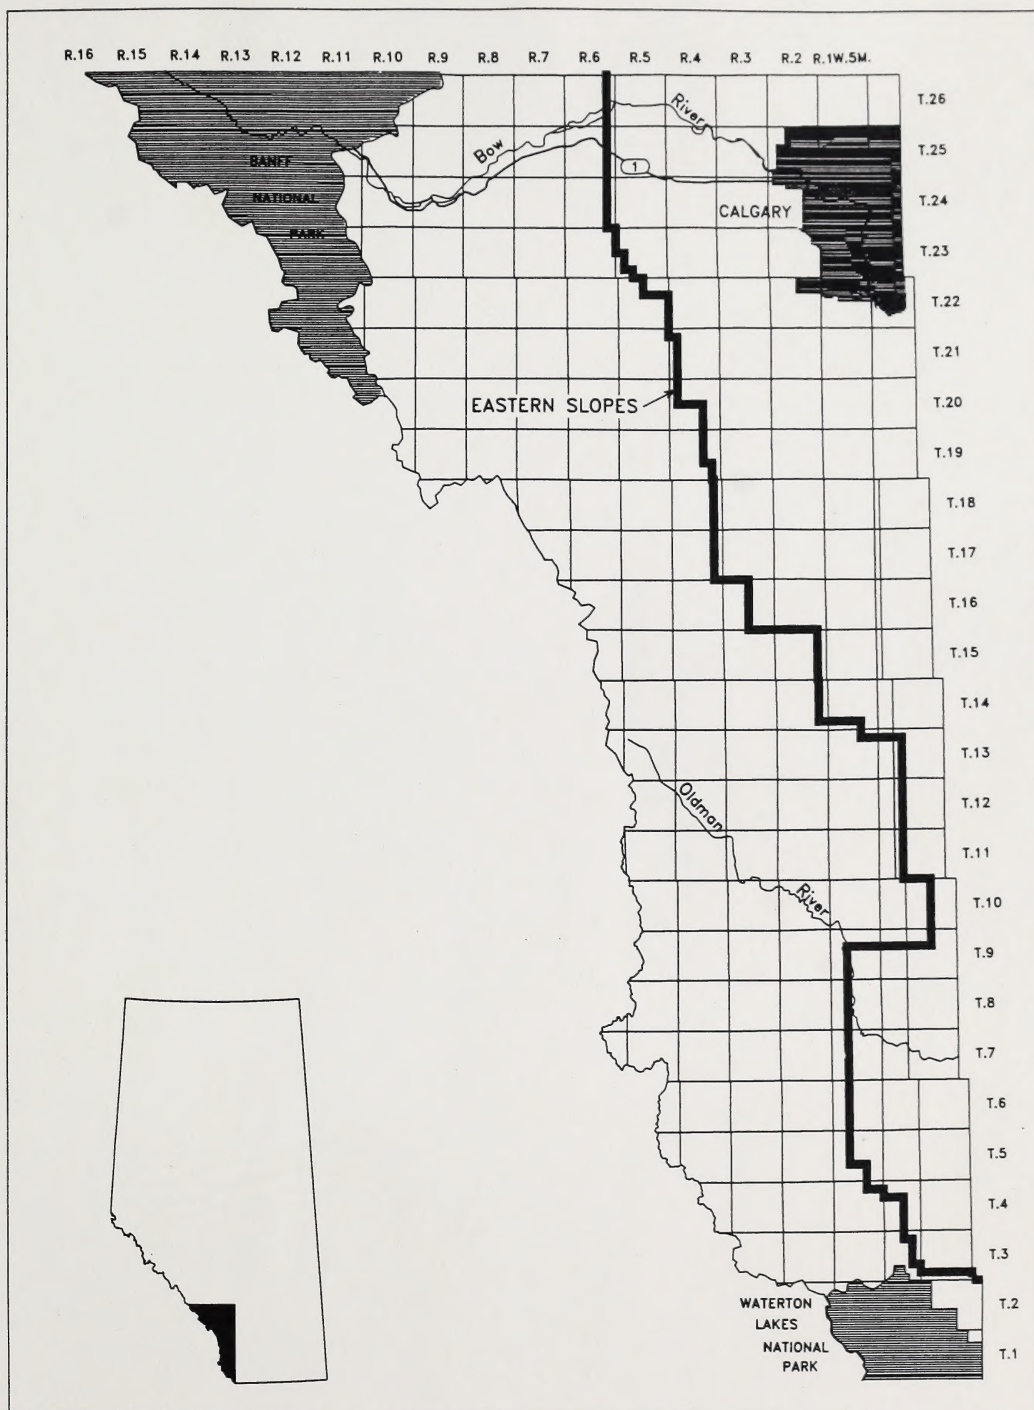 R.16 R.15 R.14 R.13 R.12 R.11 R.10 R.9 R.8 R.7 R.6 R.5 R.4 R.3 R.2 R.1W.5M.
T.26
River
T.25
Bow
BANFF
1
NATIONAL
T.24
CALGARY
PARK
T.23
T.22
T.21
T.20
EASTERN SLOPES
T.19
T.18
T.17
T.16
T.15
T.14
T.13
T.12
Oldman
T.11
River
T.10
T.9
T.8
T.7
T.6
T.5
T.4
T.3
WATERTON
T.2
LAKES
NATIONAL
T.1
PARK